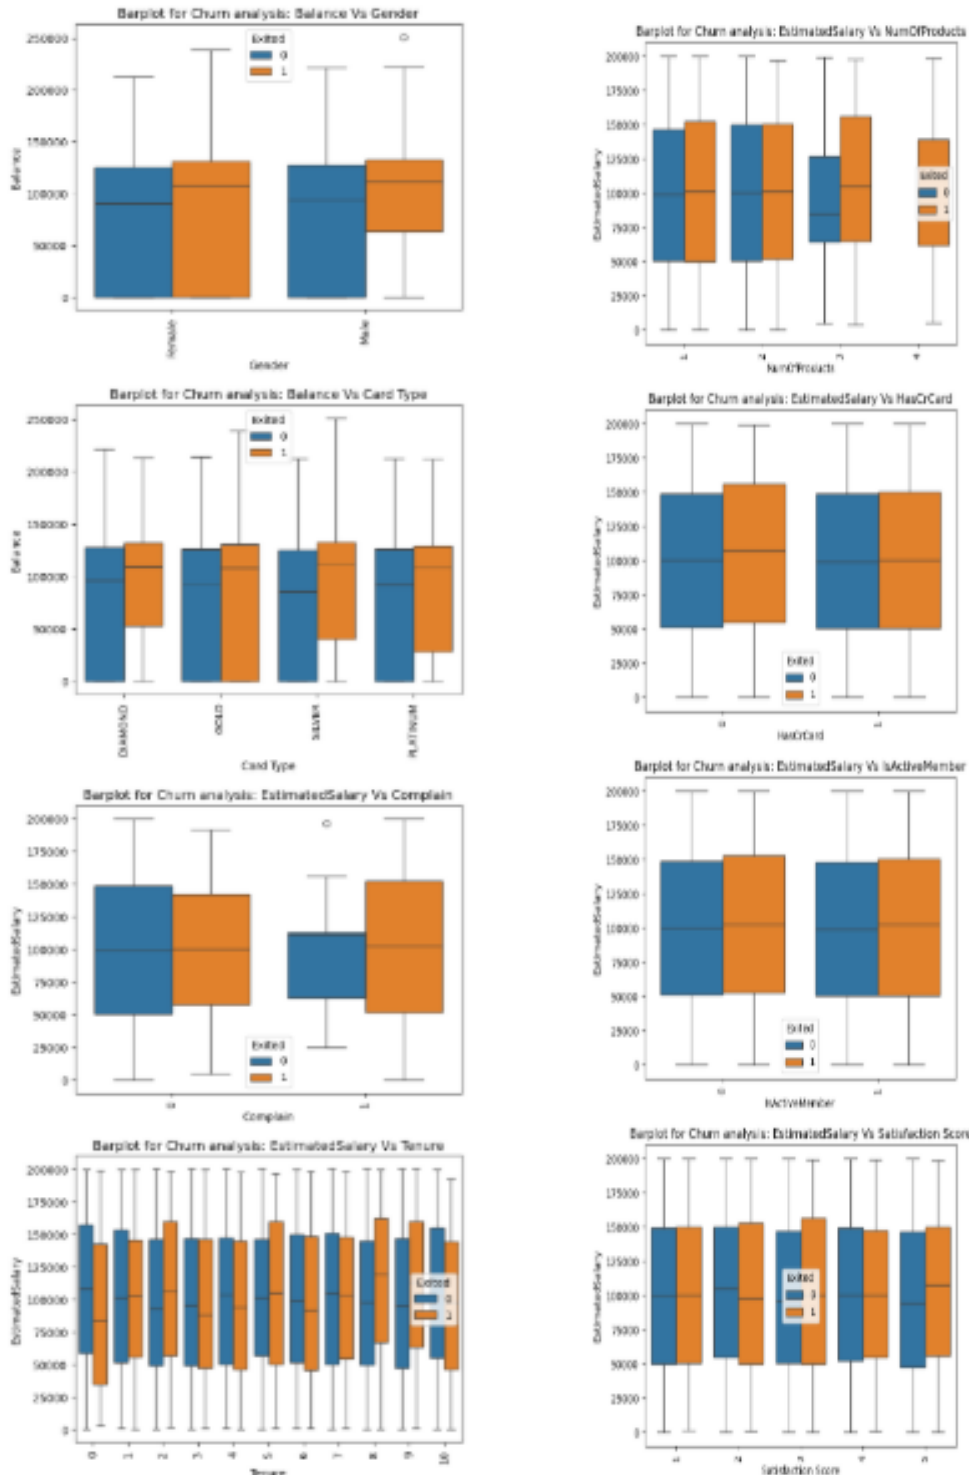 Barplot for Churn analysis: Balance Vs Gender
Balance
250000
200000
150000
100000
50000
0
Exited
0
1
Female
Male
Gender
Barplot for Churn analysis: EstimatedSalary Vs NumOfProducts
EstimatedSalary
200000
175000
150000
125000
100000
75000
50000
25000
0
Exited
0
1
1
2
3
4
NumOfProducts
Barplot for Churn analysis: Balance Vs Card Type
Balance
250000
200000
150000
100000
50000
0
Exited
0
1
DIAMOND
GOLD
SILVER
PLATINUM
Card Type
Barplot for Churn analysis: EstimatedSalary Vs HasCrCard
EstimatedSalary
200000
175000
150000
125000
100000
75000
50000
25000
0
Exited
0
1
0
1
HasCrCard
Barplot for Churn analysis: EstimatedSalary Vs Complain
EstimatedSalary
200000
175000
150000
125000
100000
75000
50000
25000
0
Exited
0
1
0
1
Complain
Barplot for Churn analysis: EstimatedSalary Vs IsActiveMember
EstimatedSalary
200000
175000
150000
125000
100000
75000
50000
25000
0
Exited
0
1
0
1
IsActiveMember
Barplot for Churn analysis: EstimatedSalary Vs Tenure
EstimatedSalary
200000
175000
150000
125000
100000
75000
50000
25000
0
Exited
0
1
0
1
2
3
4
5
6
7
8
9
10
Tenure
Barplot for Churn analysis: EstimatedSalary Vs Satisfaction Score
EstimatedSalary
200000
175000
150000
125000
100000
75000
50000
25000
0
Exited
0
1
1
2
3
4
5
Satisfaction Score